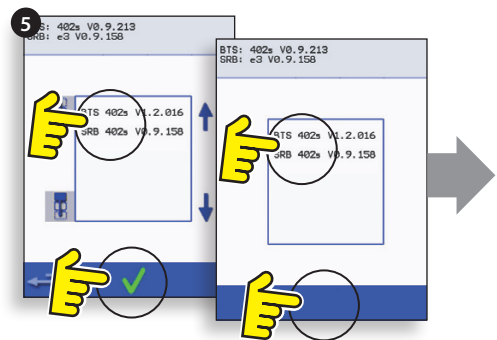 5
S: 402s V0.9.213
SRB: e3 V0.9.158
BTS 402s V1.2.016
SRB 402s V0.9.158
BTS: 402s V0.9.213
SRB: e3 V0.9.158
BTS 402s V1.2.016
SRB 402s V0.9.158